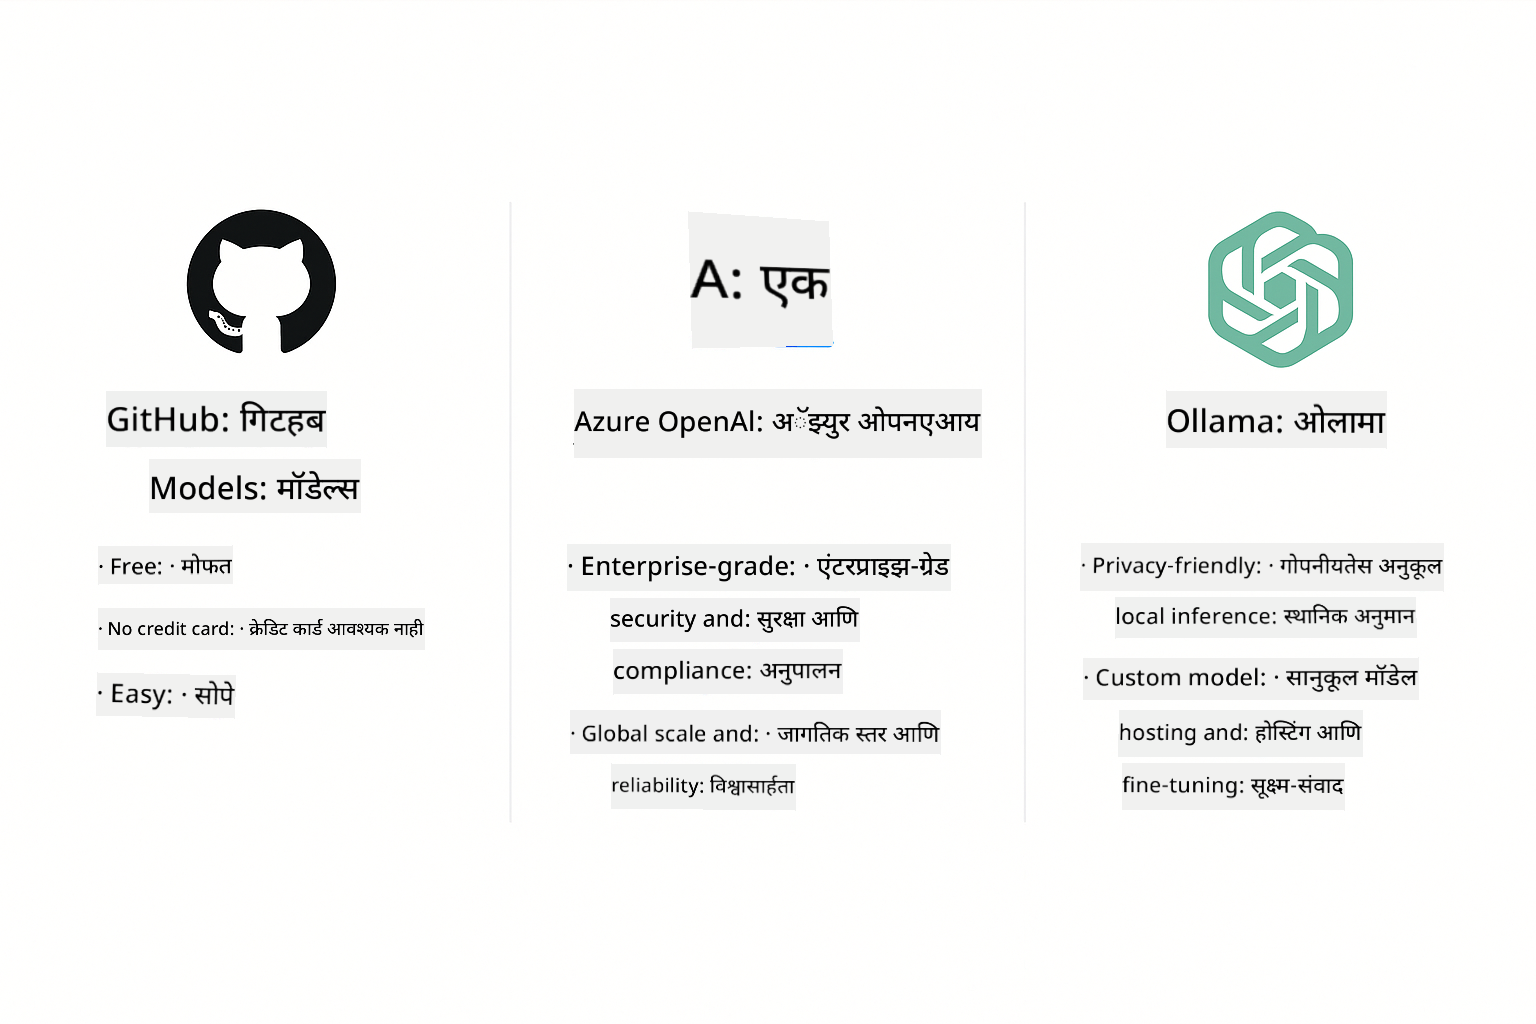 GitHub: गिटहब
Models: मॉडेल्स
· Free: · मोफत
· No credit card: · क्रेडिट कार्ड आवश्यक नाही
· Easy: · सोपे
A: एक
Azure OpenAl: अॅझ्युर ओपनएआय
· Enterprise-grade: · एंटरप्राइझ-ग्रेड
security and: सुरक्षा आणि
compliance: अनुपालन
· Global scale and: · जागतिक स्तर आणि
reliability: विश्वासार्हता
Ollama: ओलामा
· Privacy-friendly: · गोपनीयतेस अनुकूल
local inference: स्थानिक अनुमान
· Custom model: · सानुकूल मॉडेल
hosting and: होस्टिंग आणि
fine-tuning: सूक्ष्म-संवाद